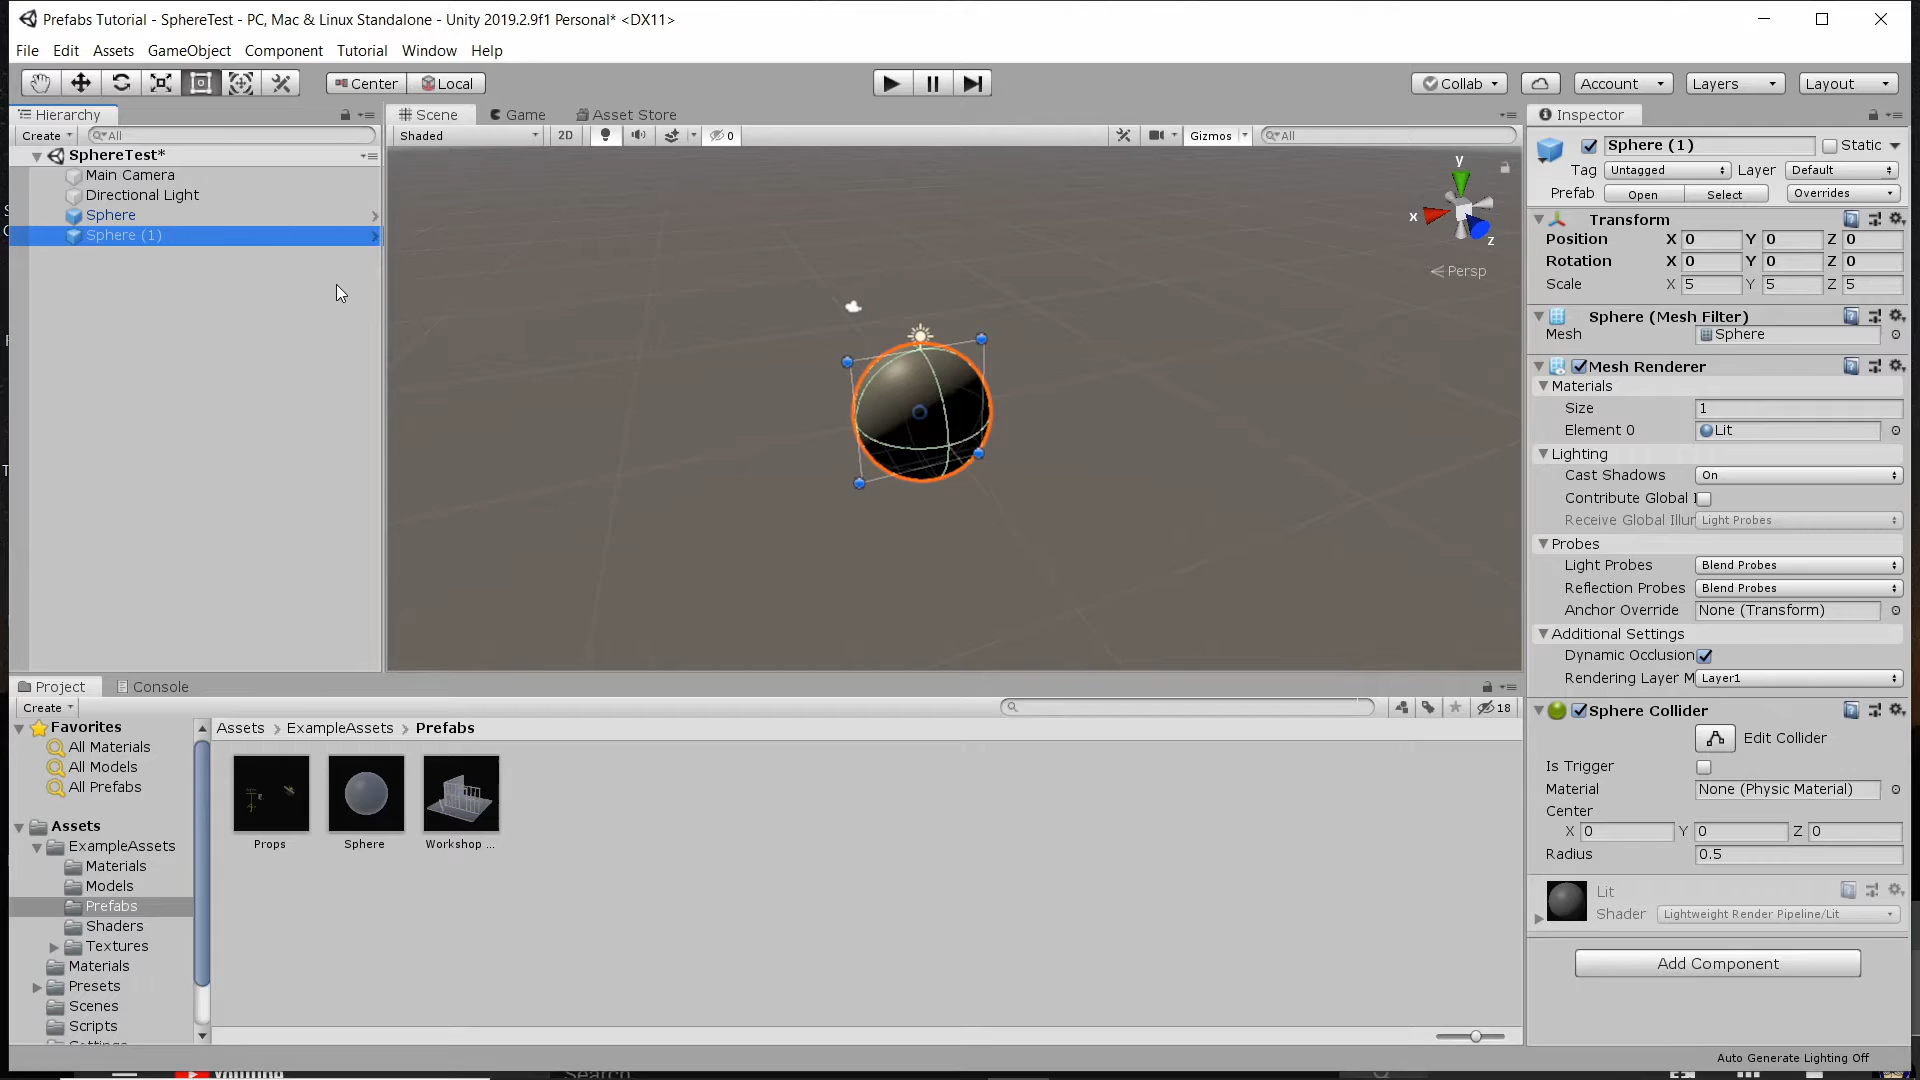 Prefabs Tutorial - SphereTest - PC, Mac & Linux Standalone - Unity 2019.2.9f1 Personal* <DX11>
File Edit Assets GameObject Component Tutorial Window Help
Center Local Collab Account Layers Layout
Hierarchy
Create All
SphereTest*
Main Camera
Directional Light
Sphere
Sphere (1)
Scene Game Asset Store
Shaded 2D 0 Gizmos All
y
x
z
Persp
Inspector
Sphere (1) Static
Tag Untagged Layer Default
Prefab Open Select Overrides
Transform
Position X 0 Y 0 Z 0
Rotation X 0 Y 0 Z 0
Scale X 5 Y 5 Z 5
Sphere (Mesh Filter)
Mesh Sphere
Mesh Renderer
Materials
Size 1
Element 0 Lit
Lighting
Cast Shadows On
Contribute Global I
Receive Global Illur Light Probes
Probes
Light Probes Blend Probes
Reflection Probes Blend Probes
Anchor Override None (Transform)
Additional Settings
Dynamic Occlusion
Rendering Layer M Layer1
Sphere Collider
Edit Collider
Is Trigger
Material None (Physic Material)
Center
X 0 Y 0 Z 0
Radius 0.5
Lit
Shader Lightweight Render Pipeline/Lit
Add Component
Project Console
Create 18
Favorites
All Materials
All Models
All Prefabs
Assets
ExampleAssets
Materials
Models
Prefabs
Shaders
Textures
Materials
Presets
Scenes
Scripts
Assets > ExampleAssets > Prefabs
Props Sphere Workshop ...
Auto Generate Lighting Off